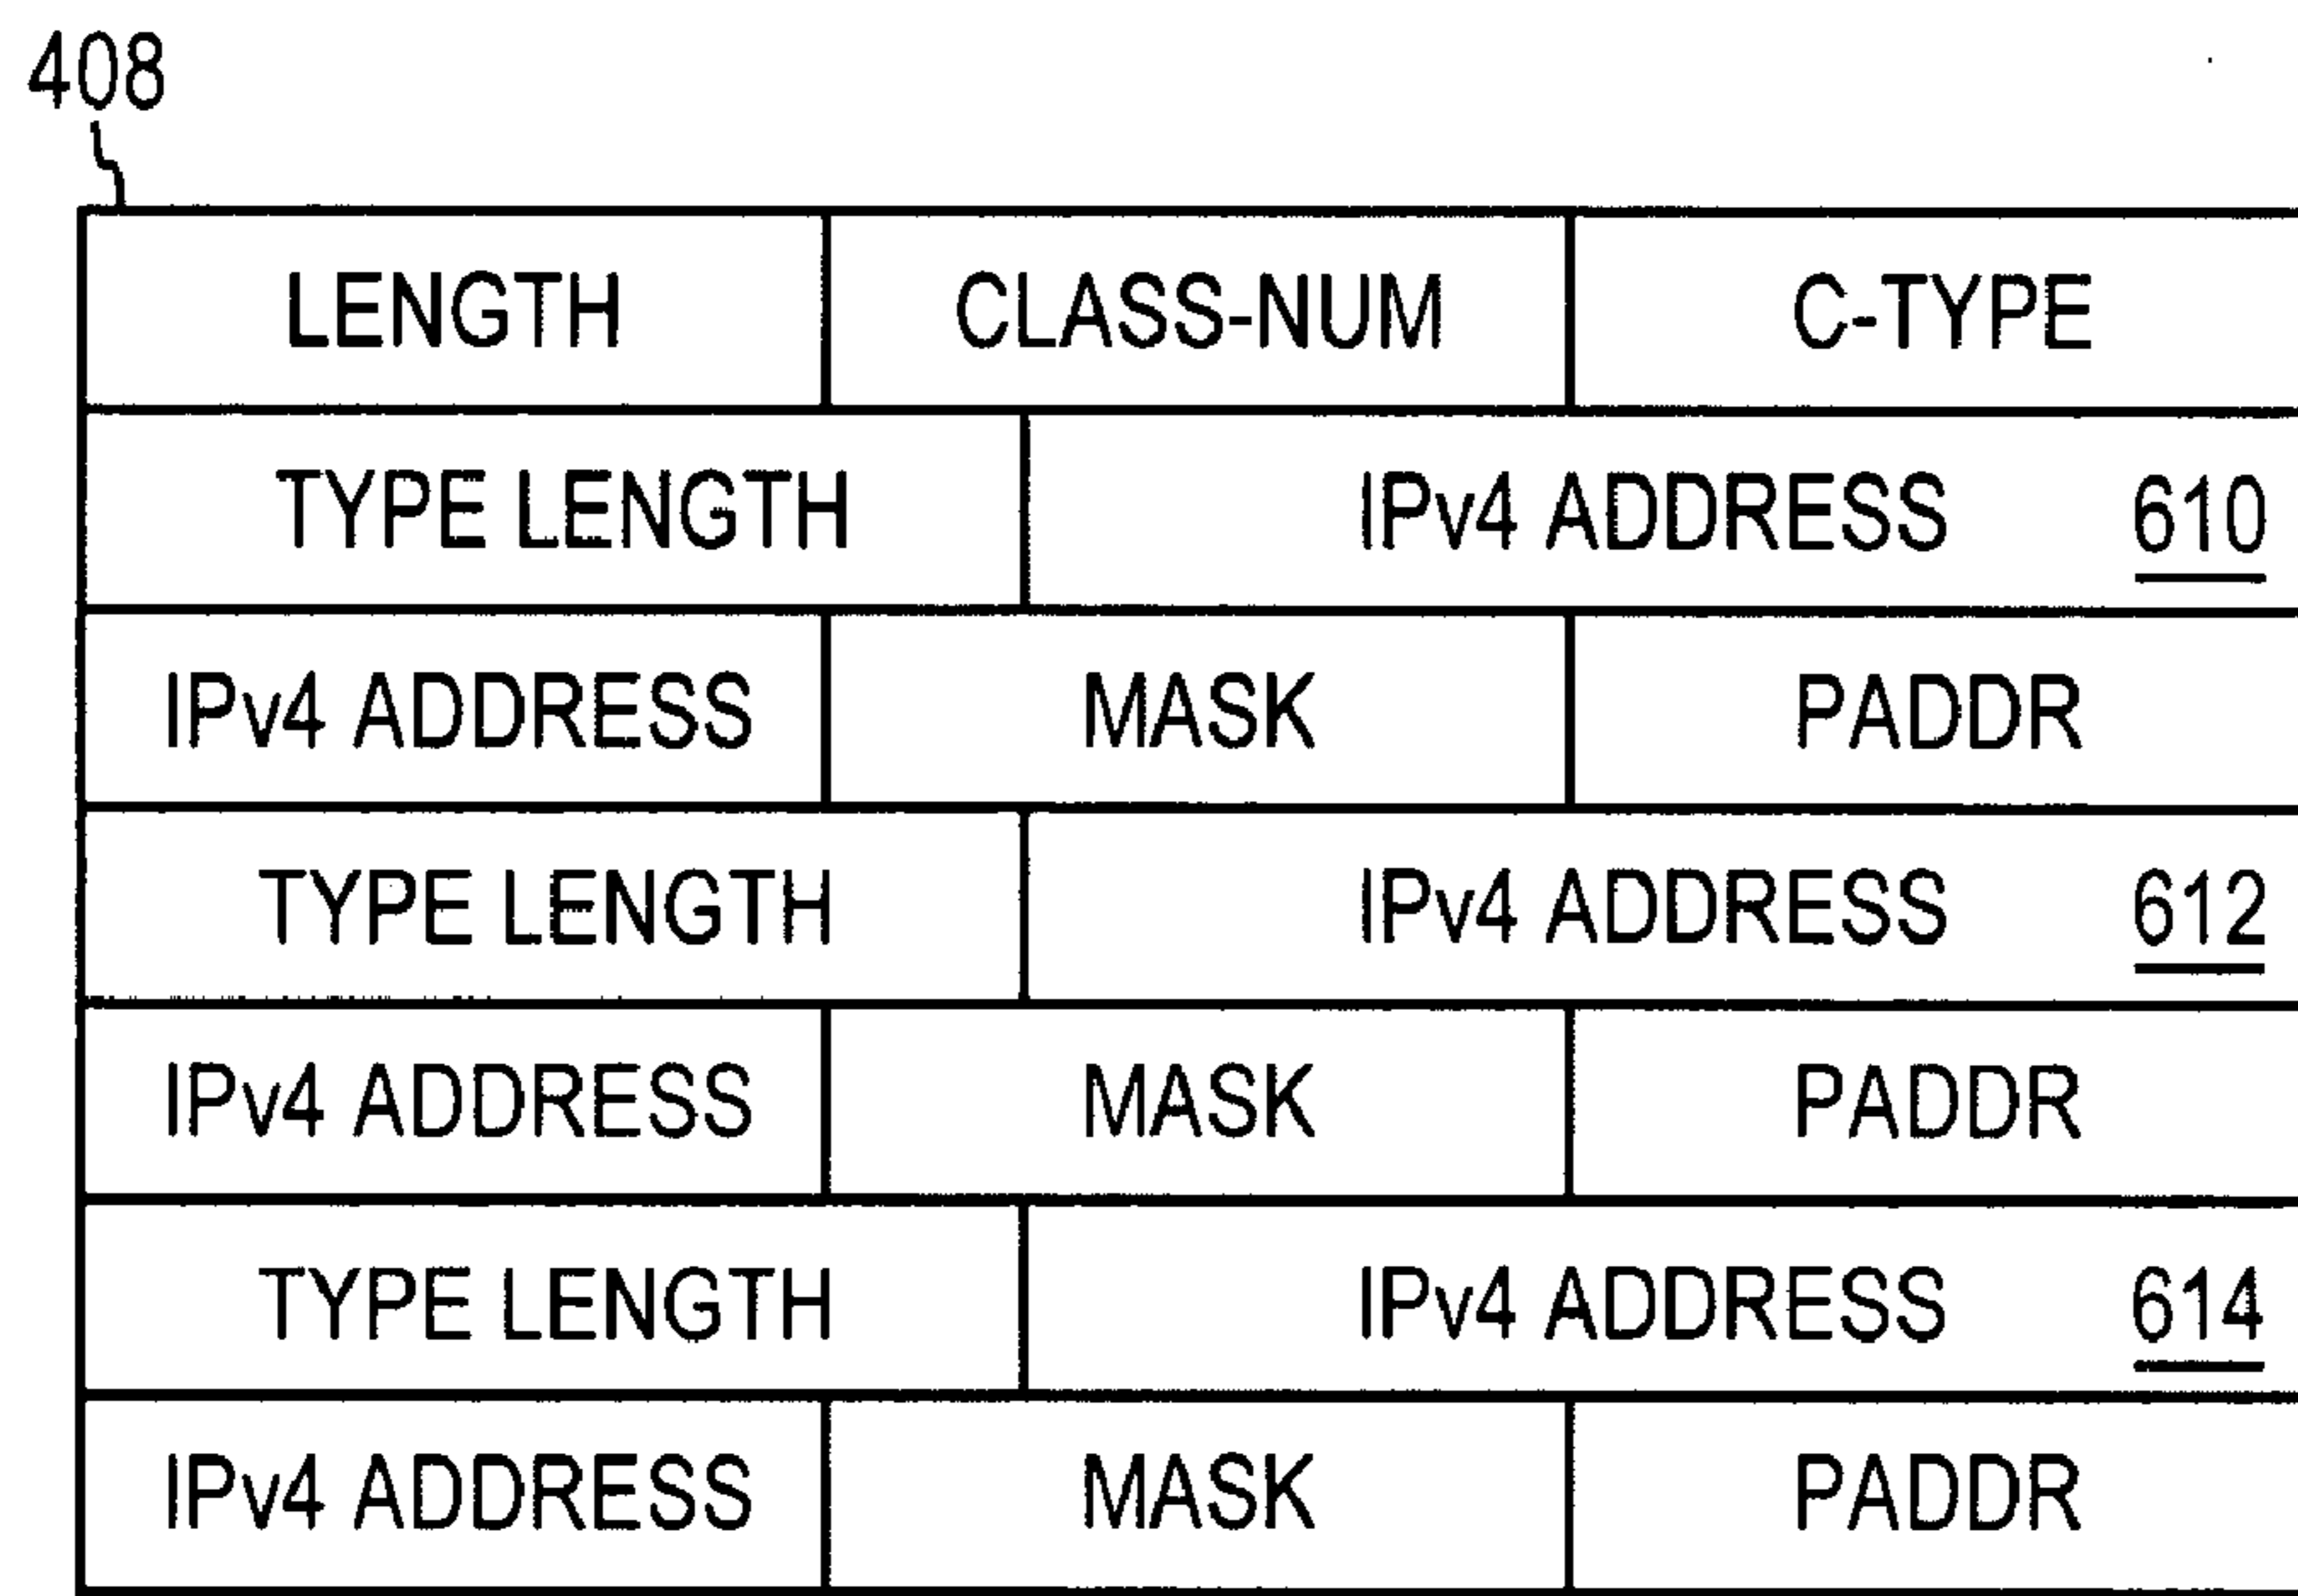 408
LENGTH CLASS-NUM C-TYPE
TYPE LENGTH IPv4 ADDRESS 610
IPv4 ADDRESS MASK PADDR
TYPE LENGTH IPv4 ADDRESS 612
IPv4 ADDRESS MASK PADDR
TYPE LENGTH IPv4 ADDRESS 614
IPv4 ADDRESS MASK PADDR